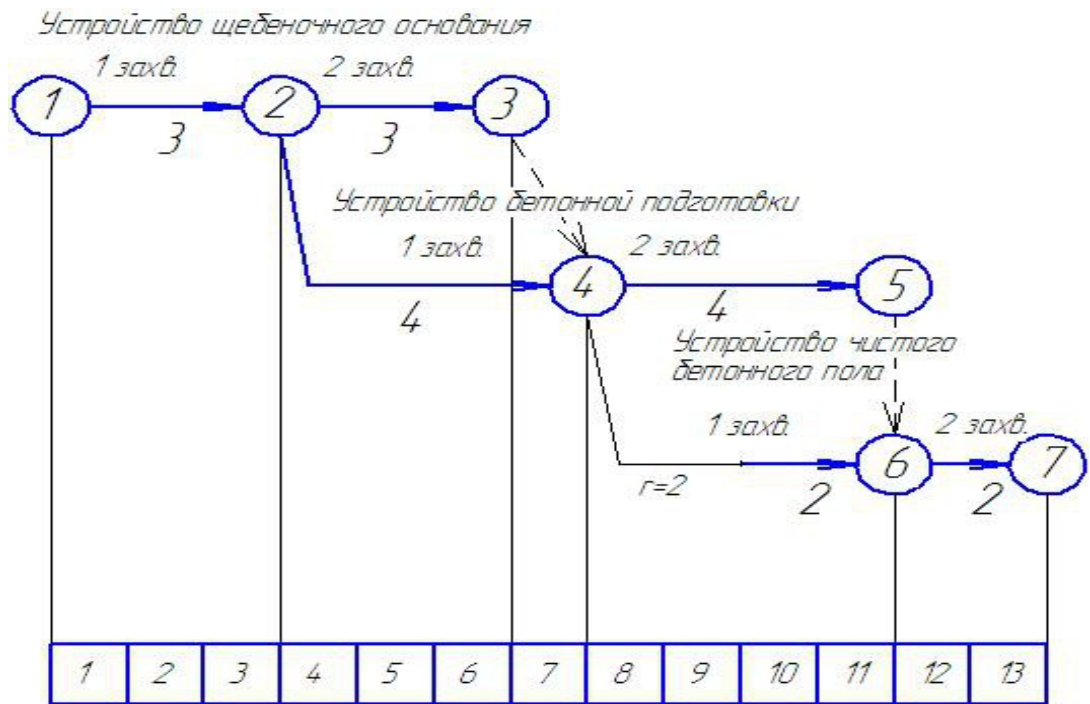 Устройство щебеночного основания
1 захв. 2 захв.
1 2 3
3 3
Устройство бетонной подготовки
1 захв. 2 захв.
4 5
4 4
Устройство чистого
бетонного пола
1 захв. 2 захв.
6 7
r=2 2 2
1 2 3 4 5 6 7 8 9 10 11 12 13